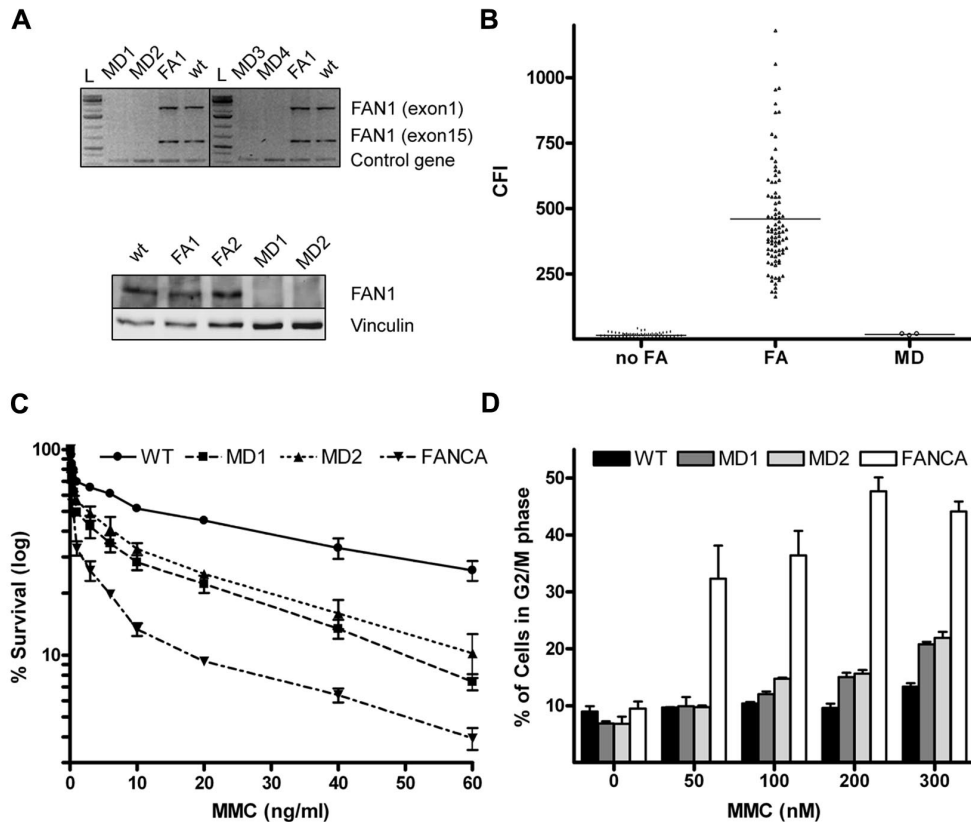 A
L MD1 MD2 FA1 wt L MD3 MD4 FA1 wt
FAN1 (exon1)
FAN1 (exon15)
Control gene
wt FA1 FA2 MD1 MD2
FAN1
Vinculin
B
CFI
1000
750
500
250
no FA FA MD
C
WT MD1 MD2 FANCA
% Survival (log)
100
10
0 10 20 30 40 50 60
MMC (ng/ml)
D
WT MD1 MD2 FANCA
% of Cells in G2/M phase
50
40
30
20
10
0 50 100 200 300
MMC (nM)